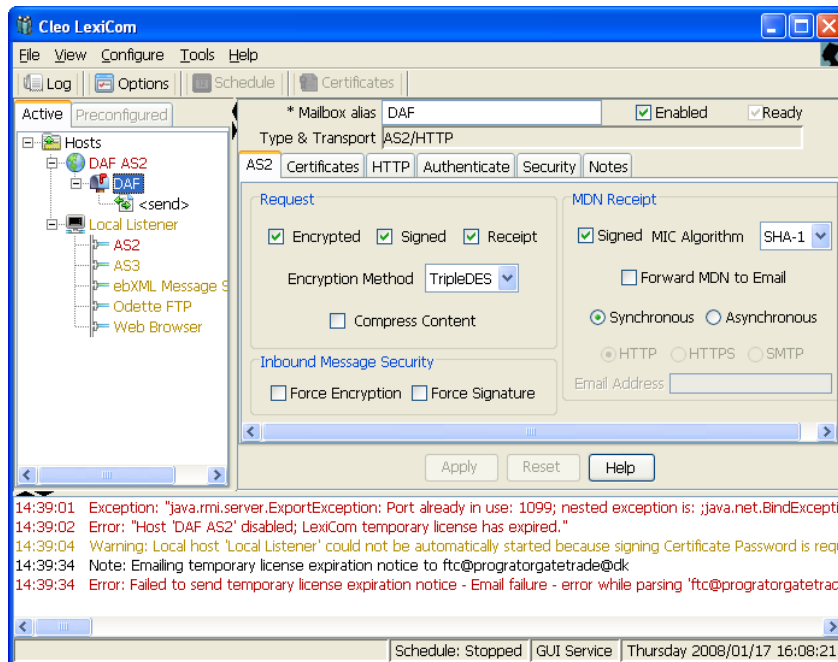 Cleo LexiCom
File View Configure Tools Help
Log Options Schedule Certificates
Active Preconfigured
Hosts
DAF AS2
DAF
<send>
Local Listener
AS2
AS3
ebXML Message S
Odette FTP
Web Browser
* Mailbox alias DAF Enabled Ready
Type & Transport AS2/HTTP
AS2 Certificates HTTP Authenticate Security Notes
Request
Encrypted Signed Receipt
Encryption Method TripleDES
Compress Content
Inbound Message Security
Force Encryption Force Signature
MDN Receipt
Signed MIC Algorithm SHA-1
Forward MDN to Email
Synchronous Asynchronous
HTTP HTTPS SMTP
Email Address
Apply Reset Help
14:39:01 Exception: "java.rmi.server.ExportException: Port already in use: 1099; nested exception is: ;java.net.BindExcepti
14:39:02 Error: "Host 'DAF AS2' disabled; LexiCom temporary license has expired."
14:39:04 Warning: Local host 'Local Listener' could not be automatically started because signing Certificate Password is requ
14:39:34 Note: Emailing temporary license expiration notice to ftc@progratorgatetrade@dk
14:39:34 Error: Failed to send temporary license expiration notice - Email failure - error while parsing 'ftc@progratorgatetrad
Schedule: Stopped GUI Service Thursday 2008/01/17 16:08:21